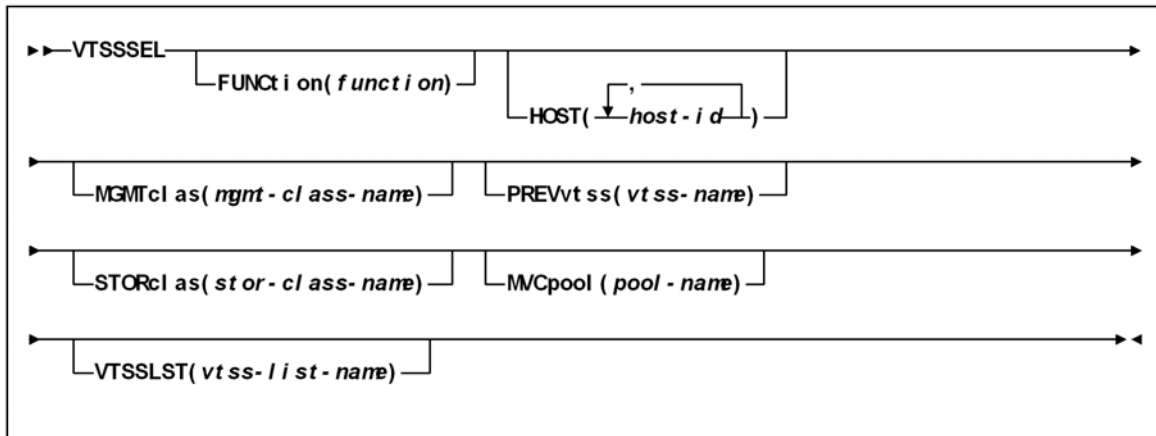 VTSSSEL
FUNCtion(function)
,
HOST( host-id )
MGMTclas(mgmt-class-name) PREVvtss(vtss-name)
STORclas(stor-class-name) MVCpool(pool-name)
VTSSLST(vtss-list-name)